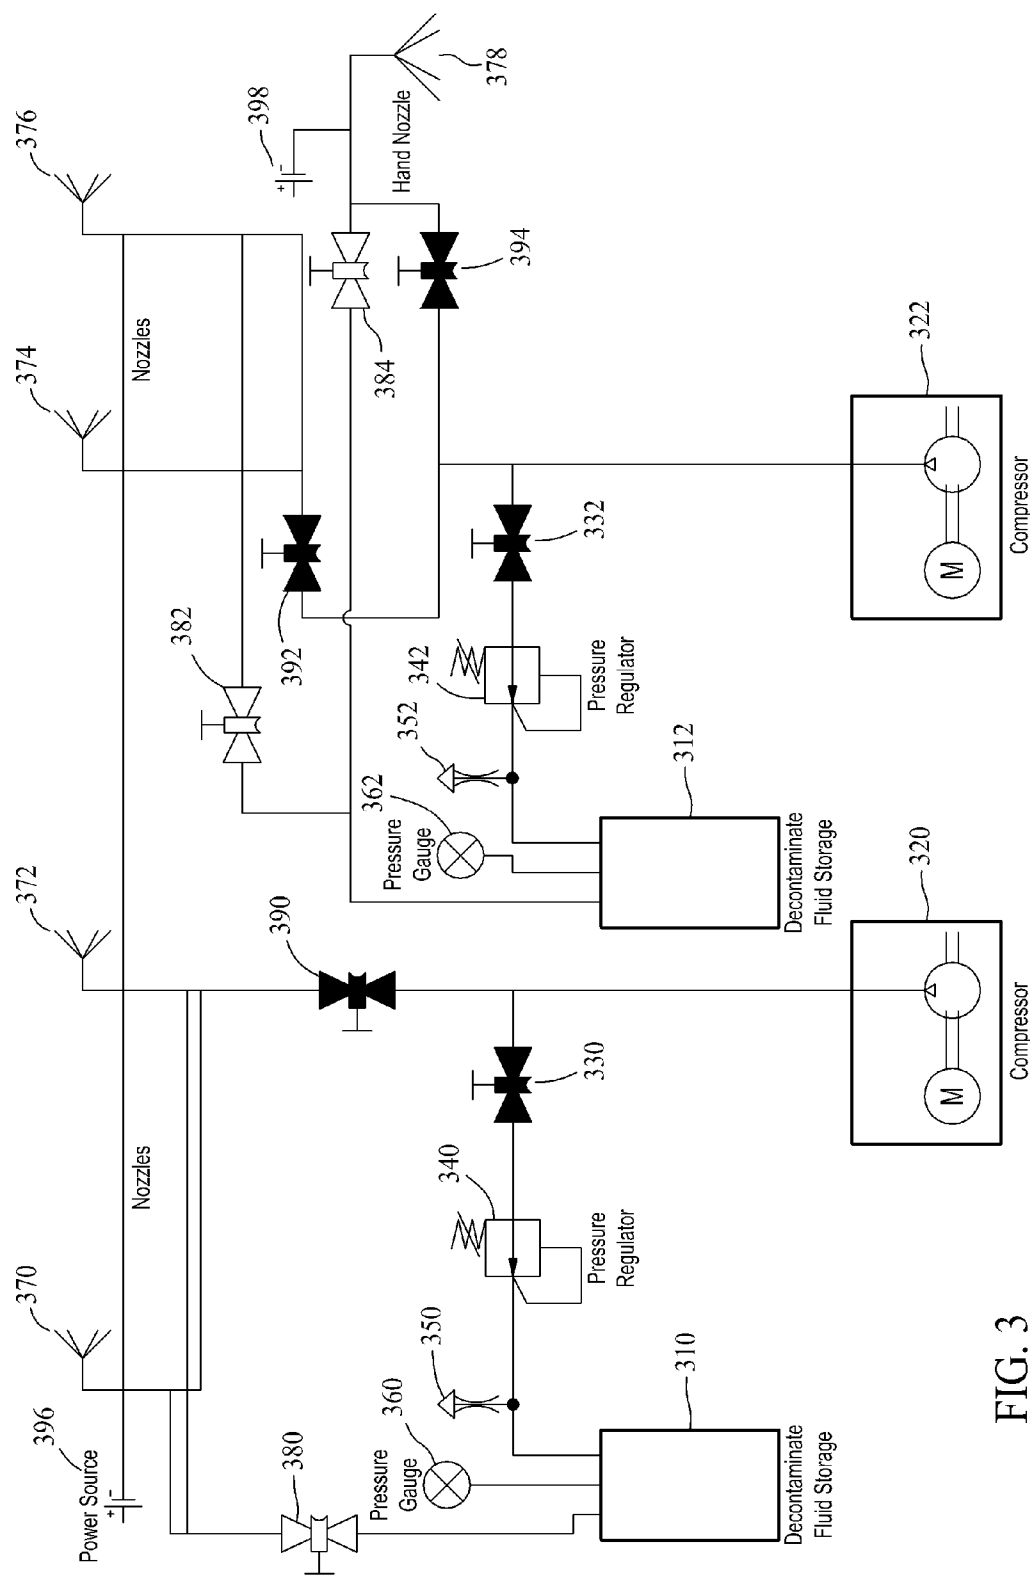 396
Power Source
+
-
370
Nozzles
372
374
Nozzles
376
380
390
382
392
398
+
-
Hand Nozzle
378
384
394
Pressure
Gauge
360
350
340
Pressure
Regulator
330
Pressure
Gauge
362
352
342
Pressure
Regulator
332
310
Decontaminate
Fluid Storage
312
Decontaminate
Fluid Storage
320
M
Compressor
322
M
Compressor
FIG. 3